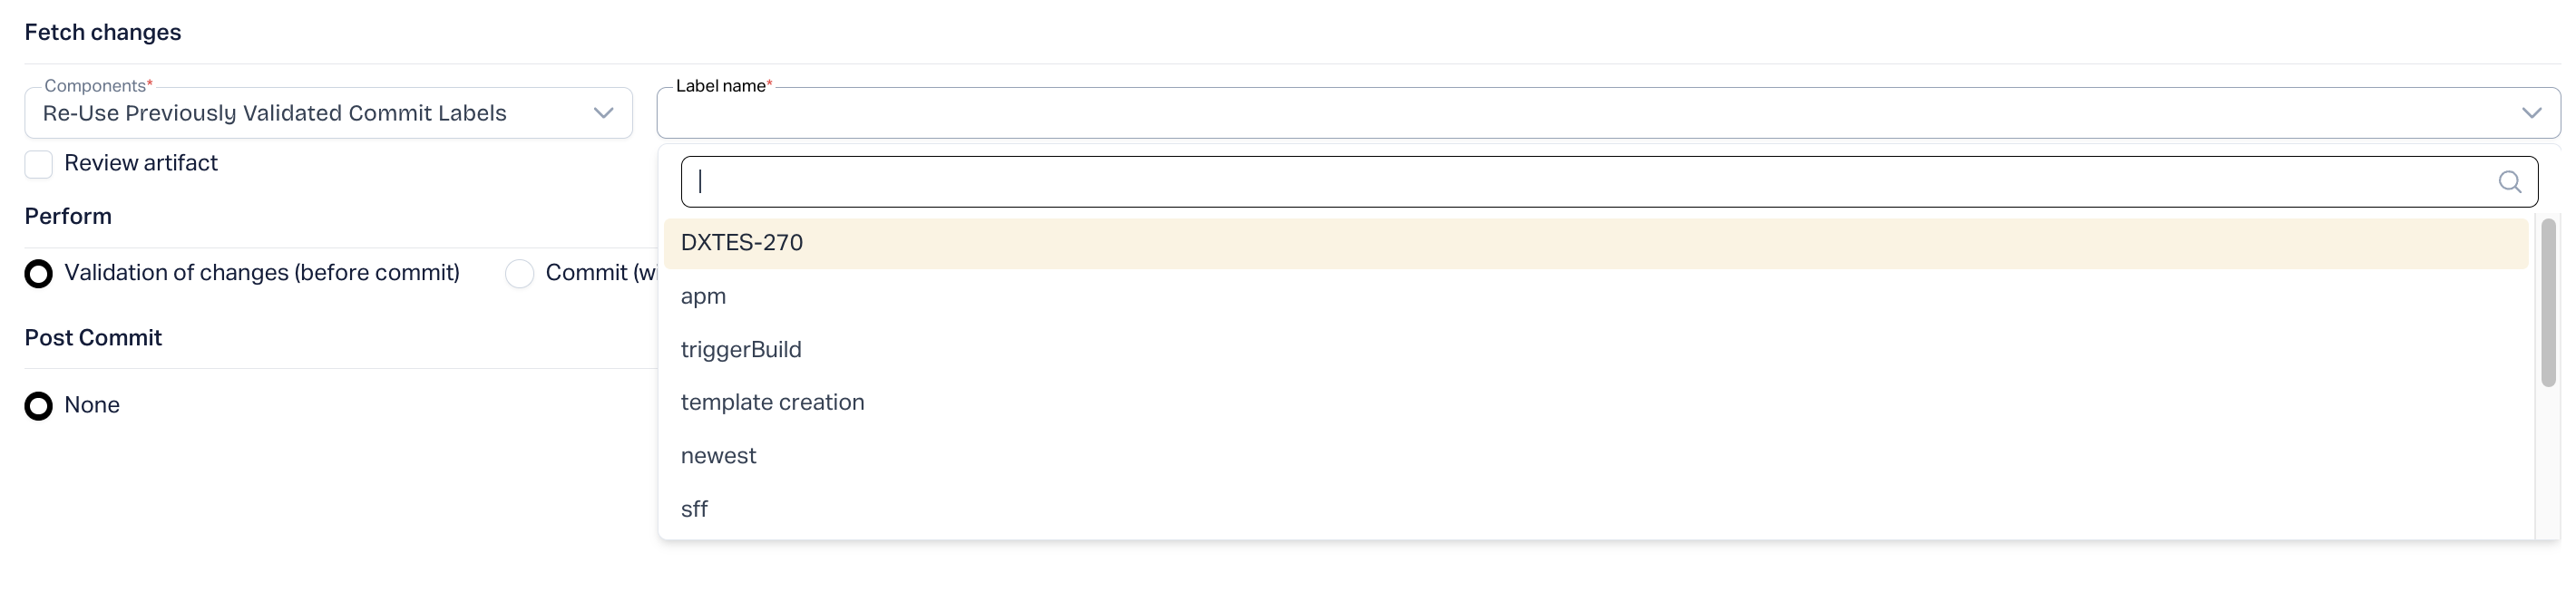 Fetch changes
Components*
Re-Use Previously Validated Commit Labels
Label name*
Review artifact
Perform
Validation of changes (before commit)
Commit (wi
Post Commit
None
DXTES-270
apm
triggerBuild
template creation
newest
sff